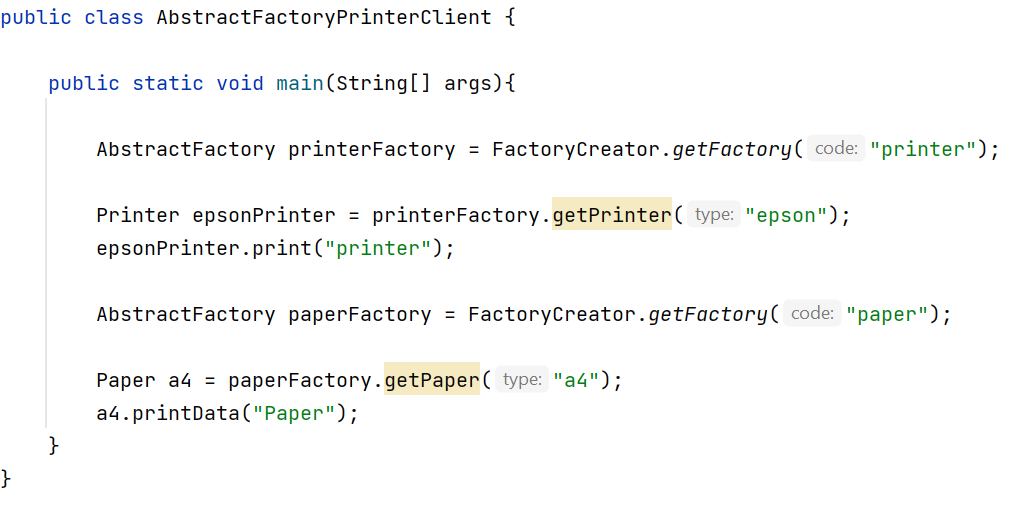 public class AbstractFactoryPrinterClient {
public static void main(String[] args){
AbstractFactory printerFactory = FactoryCreator.getFactory( code: "printer");
Printer epsonPrinter = printerFactory.getPrinter( type: "epson");
epsonPrinter.print("printer");
AbstractFactory paperFactory = FactoryCreator.getFactory( code: "paper");
Paper a4 = paperFactory.getPaper( type: "a4");
a4.printData("Paper");
}
}